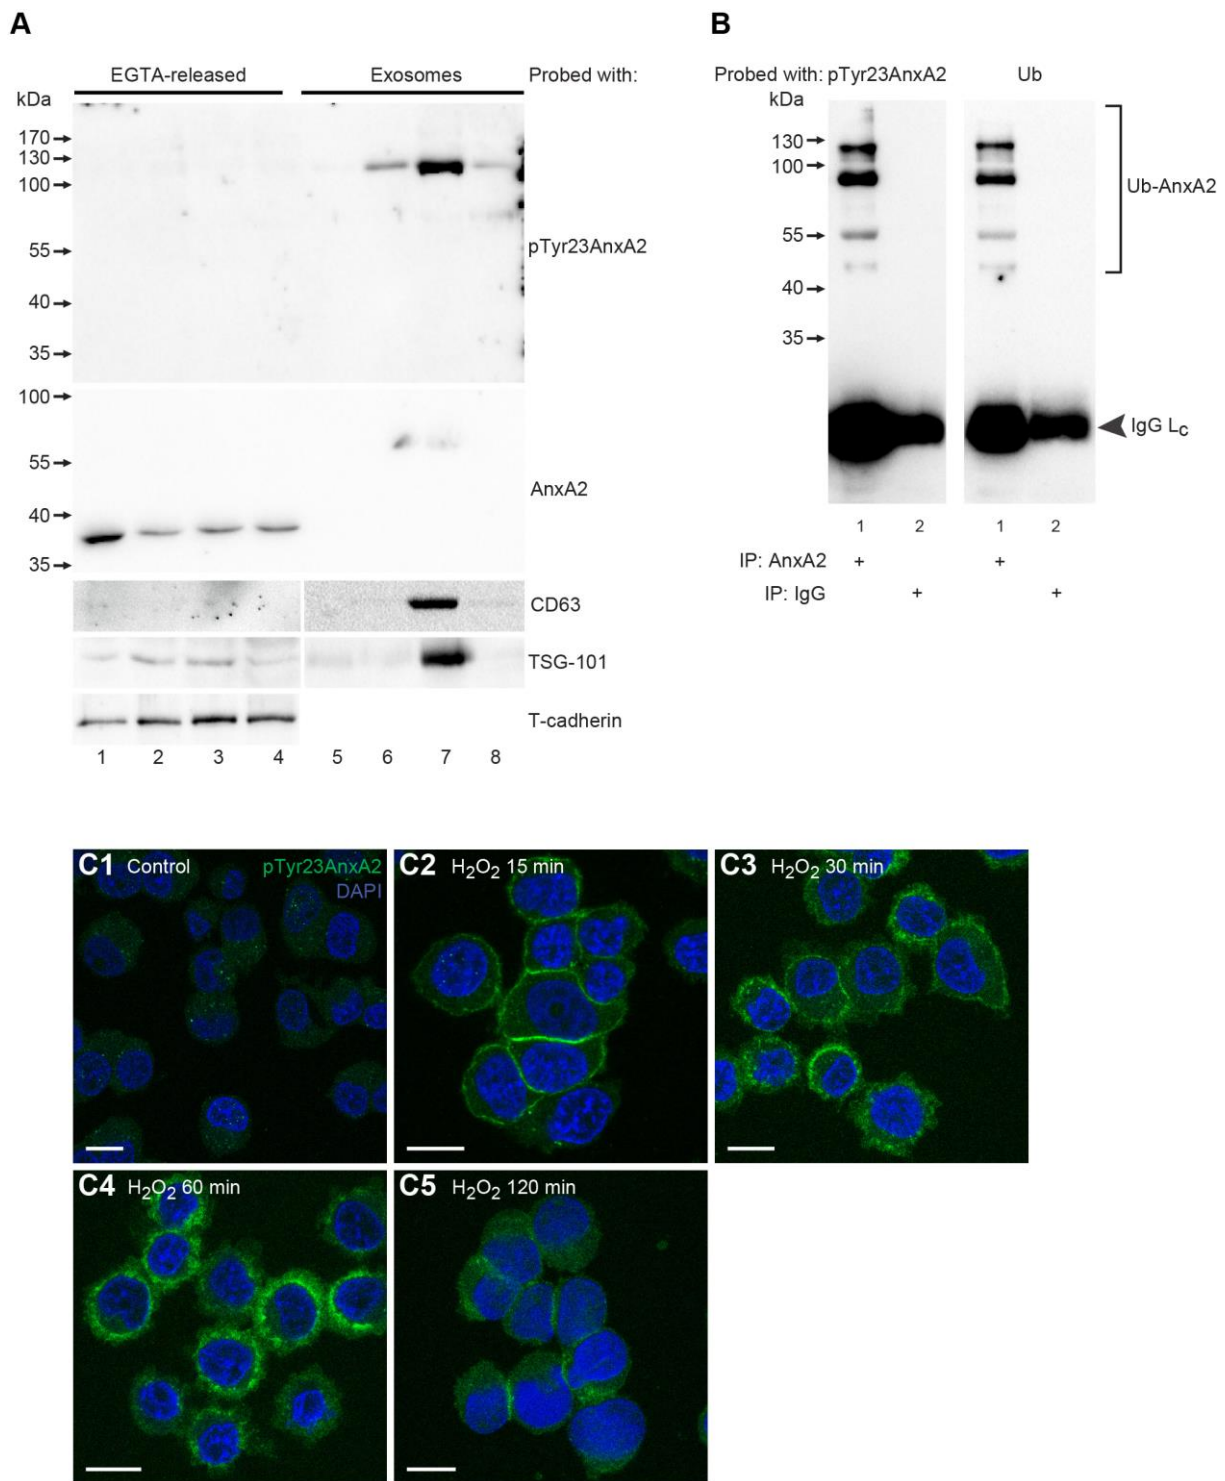 A
EGTA-released Exosomes Probed with:
kDa
170
130
100
55
40
35
pTyr23AnxA2
100
55
40
35
AnxA2
CD63
TSG-101
T-cadherin
1 2 3 4 5 6 7 8
B
Probed with: pTyr23AnxA2 Ub
kDa
130
100
55
40
35
Ub-AnxA2
IgG LC
1 2 1 2
IP: AnxA2 + +
IP: IgG + +
C1 Control pTyr23AnxA2
DAPI
C2 H2O2 15 min
C3 H2O2 30 min
C4 H2O2 60 min
C5 H2O2 120 min